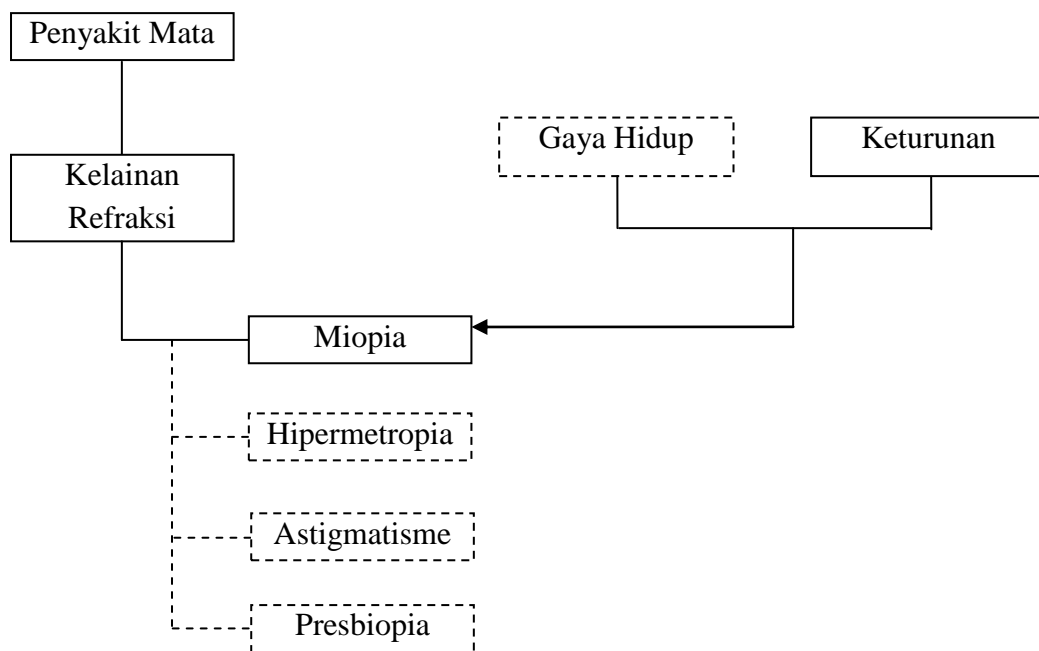 Penyakit Mata
Gaya Hidup
Keturunan
Kelainan
Refraksi
Miopia
Hipermetropia
Astigmatisme
Presbiopia